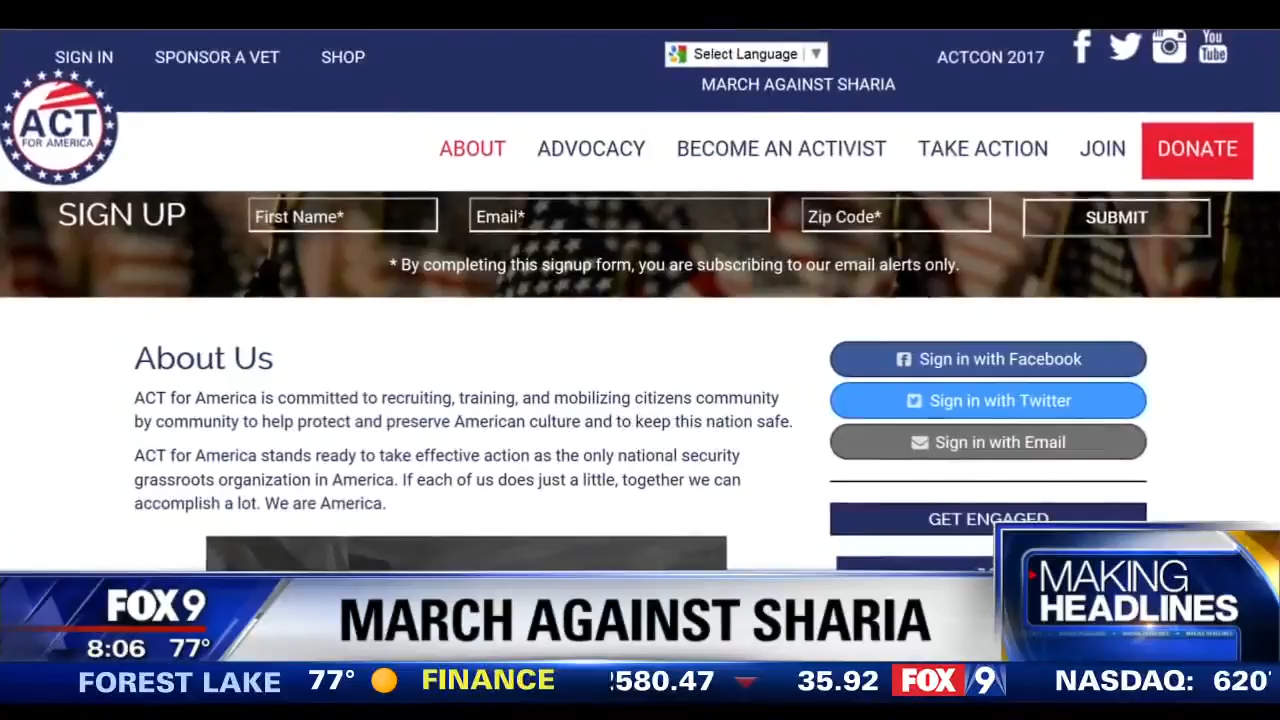 SIGN IN SPONSOR A VET SHOP Select Language ACTCON 2017 f You Tube
MARCH AGAINST SHARIA
ACT
FOR AMERICA
ABOUT ADVOCACY BECOME AN ACTIVIST TAKE ACTION JOIN DONATE
SIGN UP First Name* Email* Zip Code* SUBMIT
* By completing this signup form, you are subscribing to our email alerts only.
About Us
ACT for America is committed to recruiting, training, and mobilizing citizens community
by community to help protect and preserve American culture and to keep this nation safe.
ACT for America stands ready to take effective action as the only national security
grassroots organization in America. If each of us does just a little, together we can
accomplish a lot. We are America.
Sign in with Facebook
Sign in with Twitter
Sign in with Email
GET ENGAGED
MAKING
HEADLINES
FOX 9
8:06 77°
MARCH AGAINST SHARIA
FOREST LAKE 77° FINANCE :580.47 35.92 FOX 9 NASDAQ: 620